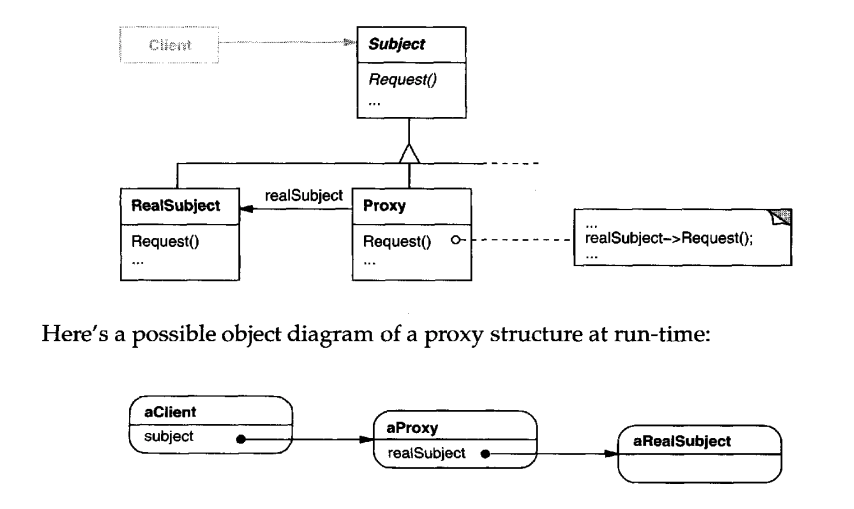 Client
Subject
Request()
...
realSubject
RealSubject
Proxy
Request()
Request()
...
...
...
realSubject->Request();
...
Here's a possible object diagram of a proxy structure at run-time:
aClient
subject
aProxy
realSubject
aRealSubject